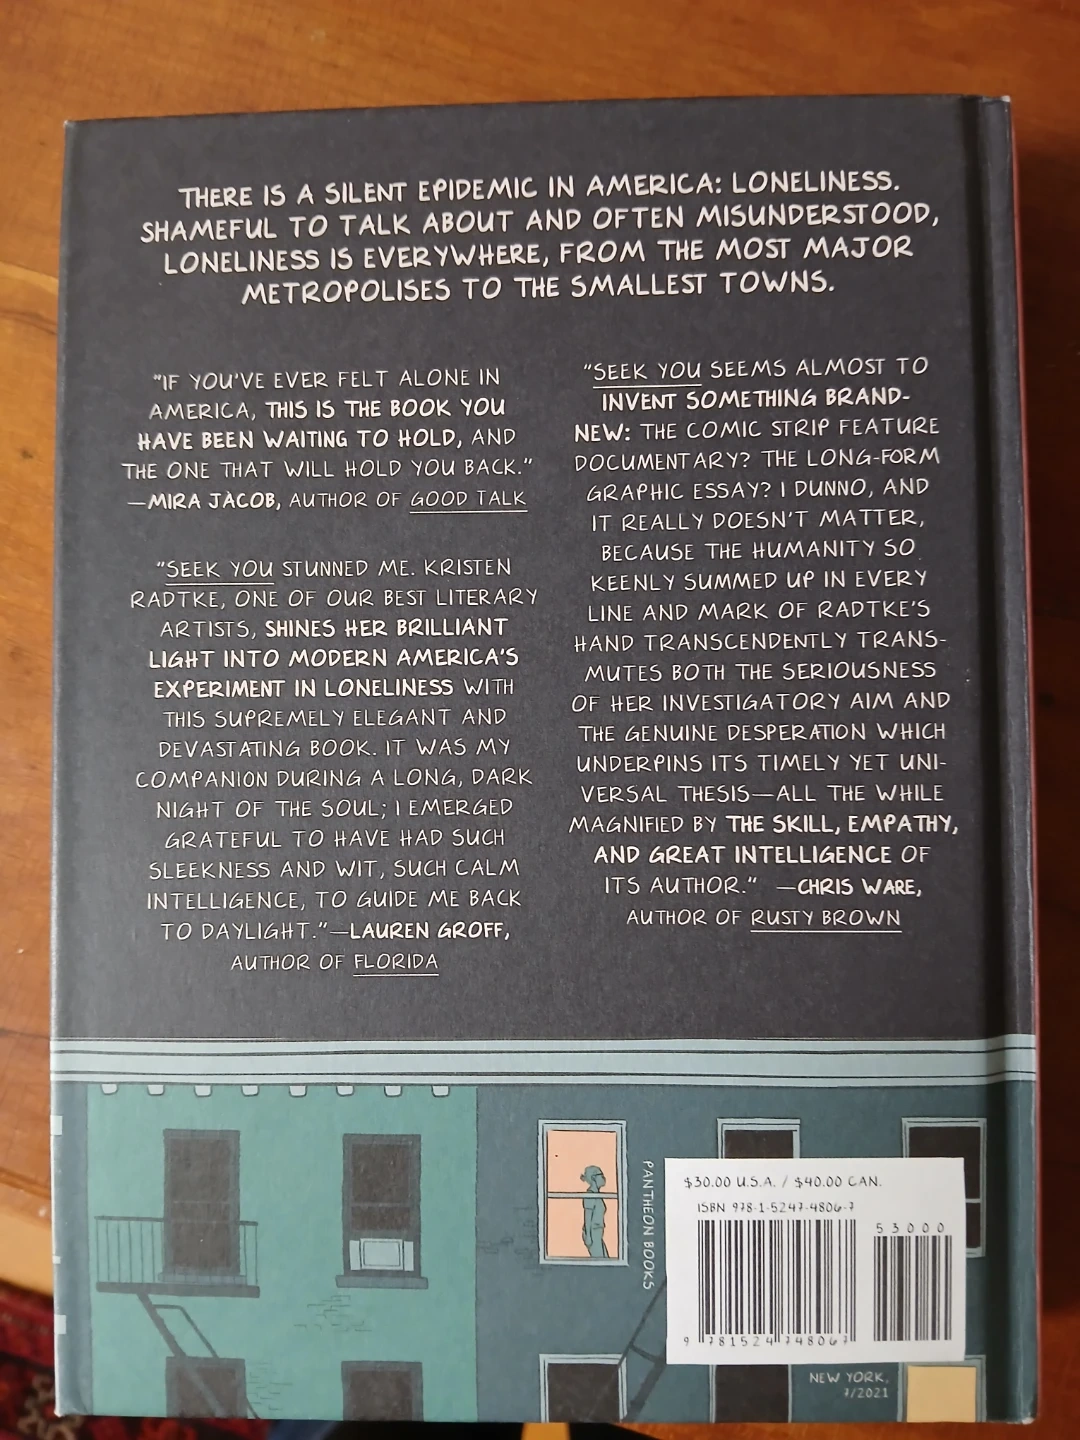 THERE IS A SILENT EPIDEMIC IN AMERICA: LONELINESS.
SHAMEFUL TO TALK ABOUT AND OFTEN MISUNDERSTOOD,
LONELINESS IS EVERYWHERE, FROM THE MOST MAJOR
METROPOLISES TO THE SMALLEST TOWNS.
"IF YOU'VE EVER FELT ALONE IN
AMERICA, THIS IS THE BOOK YOU
HAVE BEEN WAITING TO HOLD, AND
THE ONE THAT WILL HOLD YOU BACK."
—MIRA JACOB, AUTHOR OF GOOD TALK
"SEEK YOU STUNNED ME. KRISTEN
RADTKE, ONE OF OUR BEST LITERARY
ARTISTS, SHINES HER BRILLIANT
LIGHT INTO MODERN AMERICA'S
EXPERIMENT IN LONELINESS WITH
THIS SUPREMELY ELEGANT AND
DEVASTATING BOOK. IT WAS MY
COMPANION DURING A LONG, DARK
NIGHT OF THE SOUL; I EMERGED
GRATEFUL TO HAVE HAD SUCH
SLEEKNESS AND WIT, SUCH CALM
INTELLIGENCE, TO GUIDE ME BACK
TO DAYLIGHT."—LAUREN GROFF,
AUTHOR OF FLORIDA
"SEEK YOU SEEMS ALMOST TO
INVENT SOMETHING BRAND-
NEW: THE COMIC STRIP FEATURE
DOCUMENTARY? THE LONG-FORM
GRAPHIC ESSAY? I DUNNO, AND
IT REALLY DOESN'T MATTER,
BECAUSE THE HUMANITY SO
KEENLY SUMMED UP IN EVERY
LINE AND MARK OF RADTKE'S
HAND TRANSCENDENTLY TRANS-
MUTES BOTH THE SERIOUSNESS
OF HER INVESTIGATORY AIM AND
THE GENUINE DESPERATION WHICH
UNDERPINS ITS TIMELY YET UNI-
VERSAL THESIS—ALL THE WHILE
MAGNIFIED BY THE SKILL, EMPATHY,
AND GREAT INTELLIGENCE OF
ITS AUTHOR." —CHRIS WARE,
AUTHOR OF RUSTY BROWN
PANTHEON BOOKS
$30.00 U.S.A. / $40.00 CAN.
ISBN 978-1-5247-4806-7
53000
9 781524 748067
NEW YORK,
7/2021